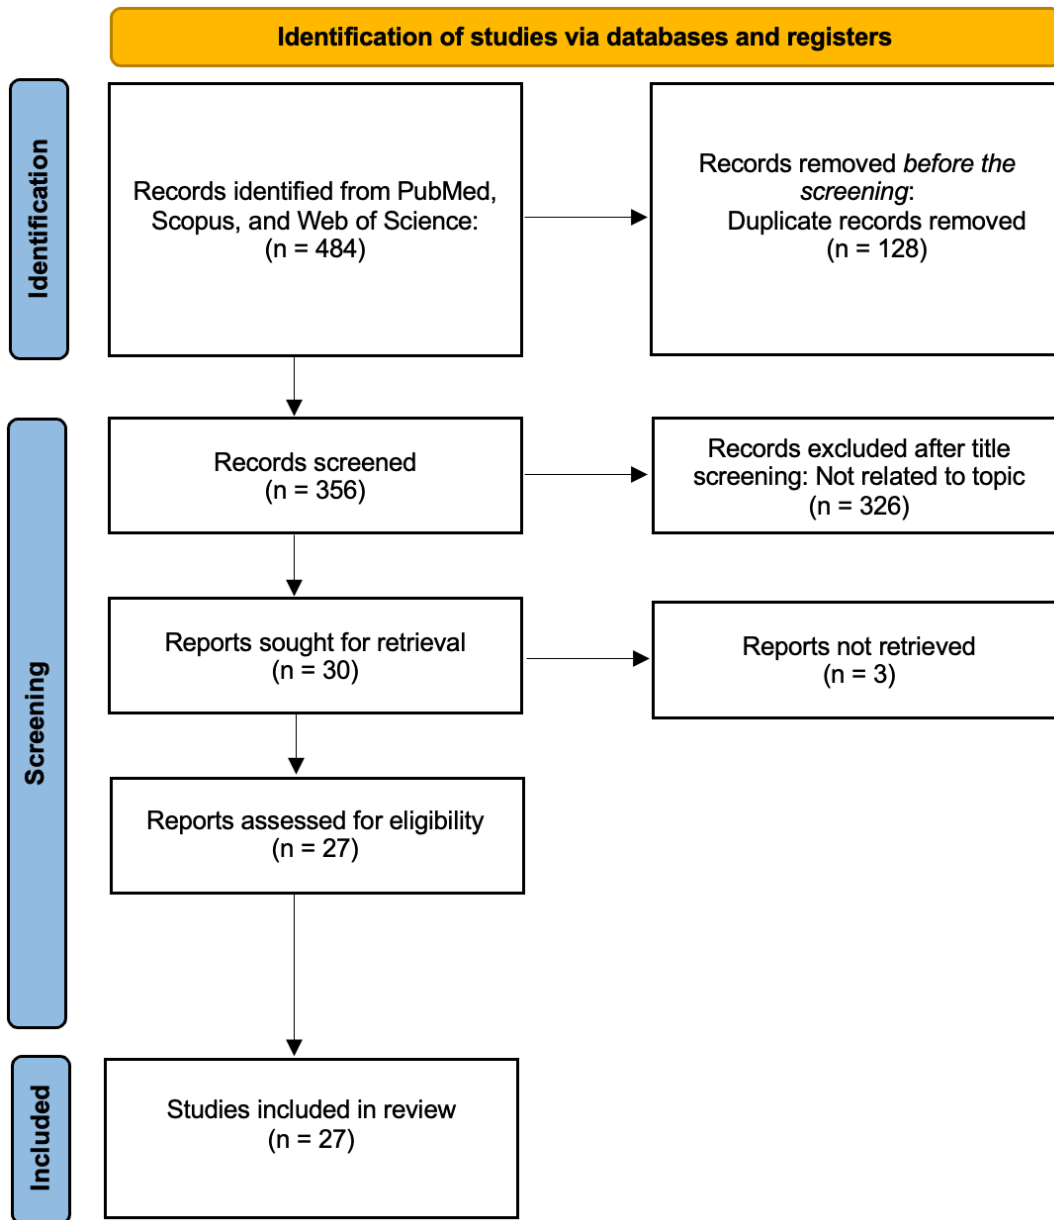 Identification of studies via databases and registers
Identification
Records identified from PubMed,
Scopus, and Web of Science:
(n = 484)
Records removed before the
screening:
Duplicate records removed
(n = 128)
Screening
Records screened
(n = 356)
Records excluded after title
screening: Not related to topic
(n = 326)
Reports sought for retrieval
(n = 30)
Reports not retrieved
(n = 3)
Reports assessed for eligibility
(n = 27)
Included
Studies included in review
(n = 27)